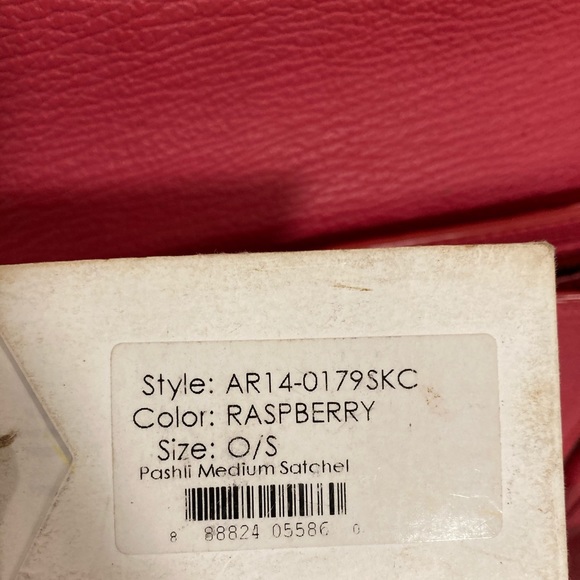 Style: AR14-0179SKC
Color: RASPBERRY
Size: O/S
Pashli Medium Satchel
8 88824 05586 0